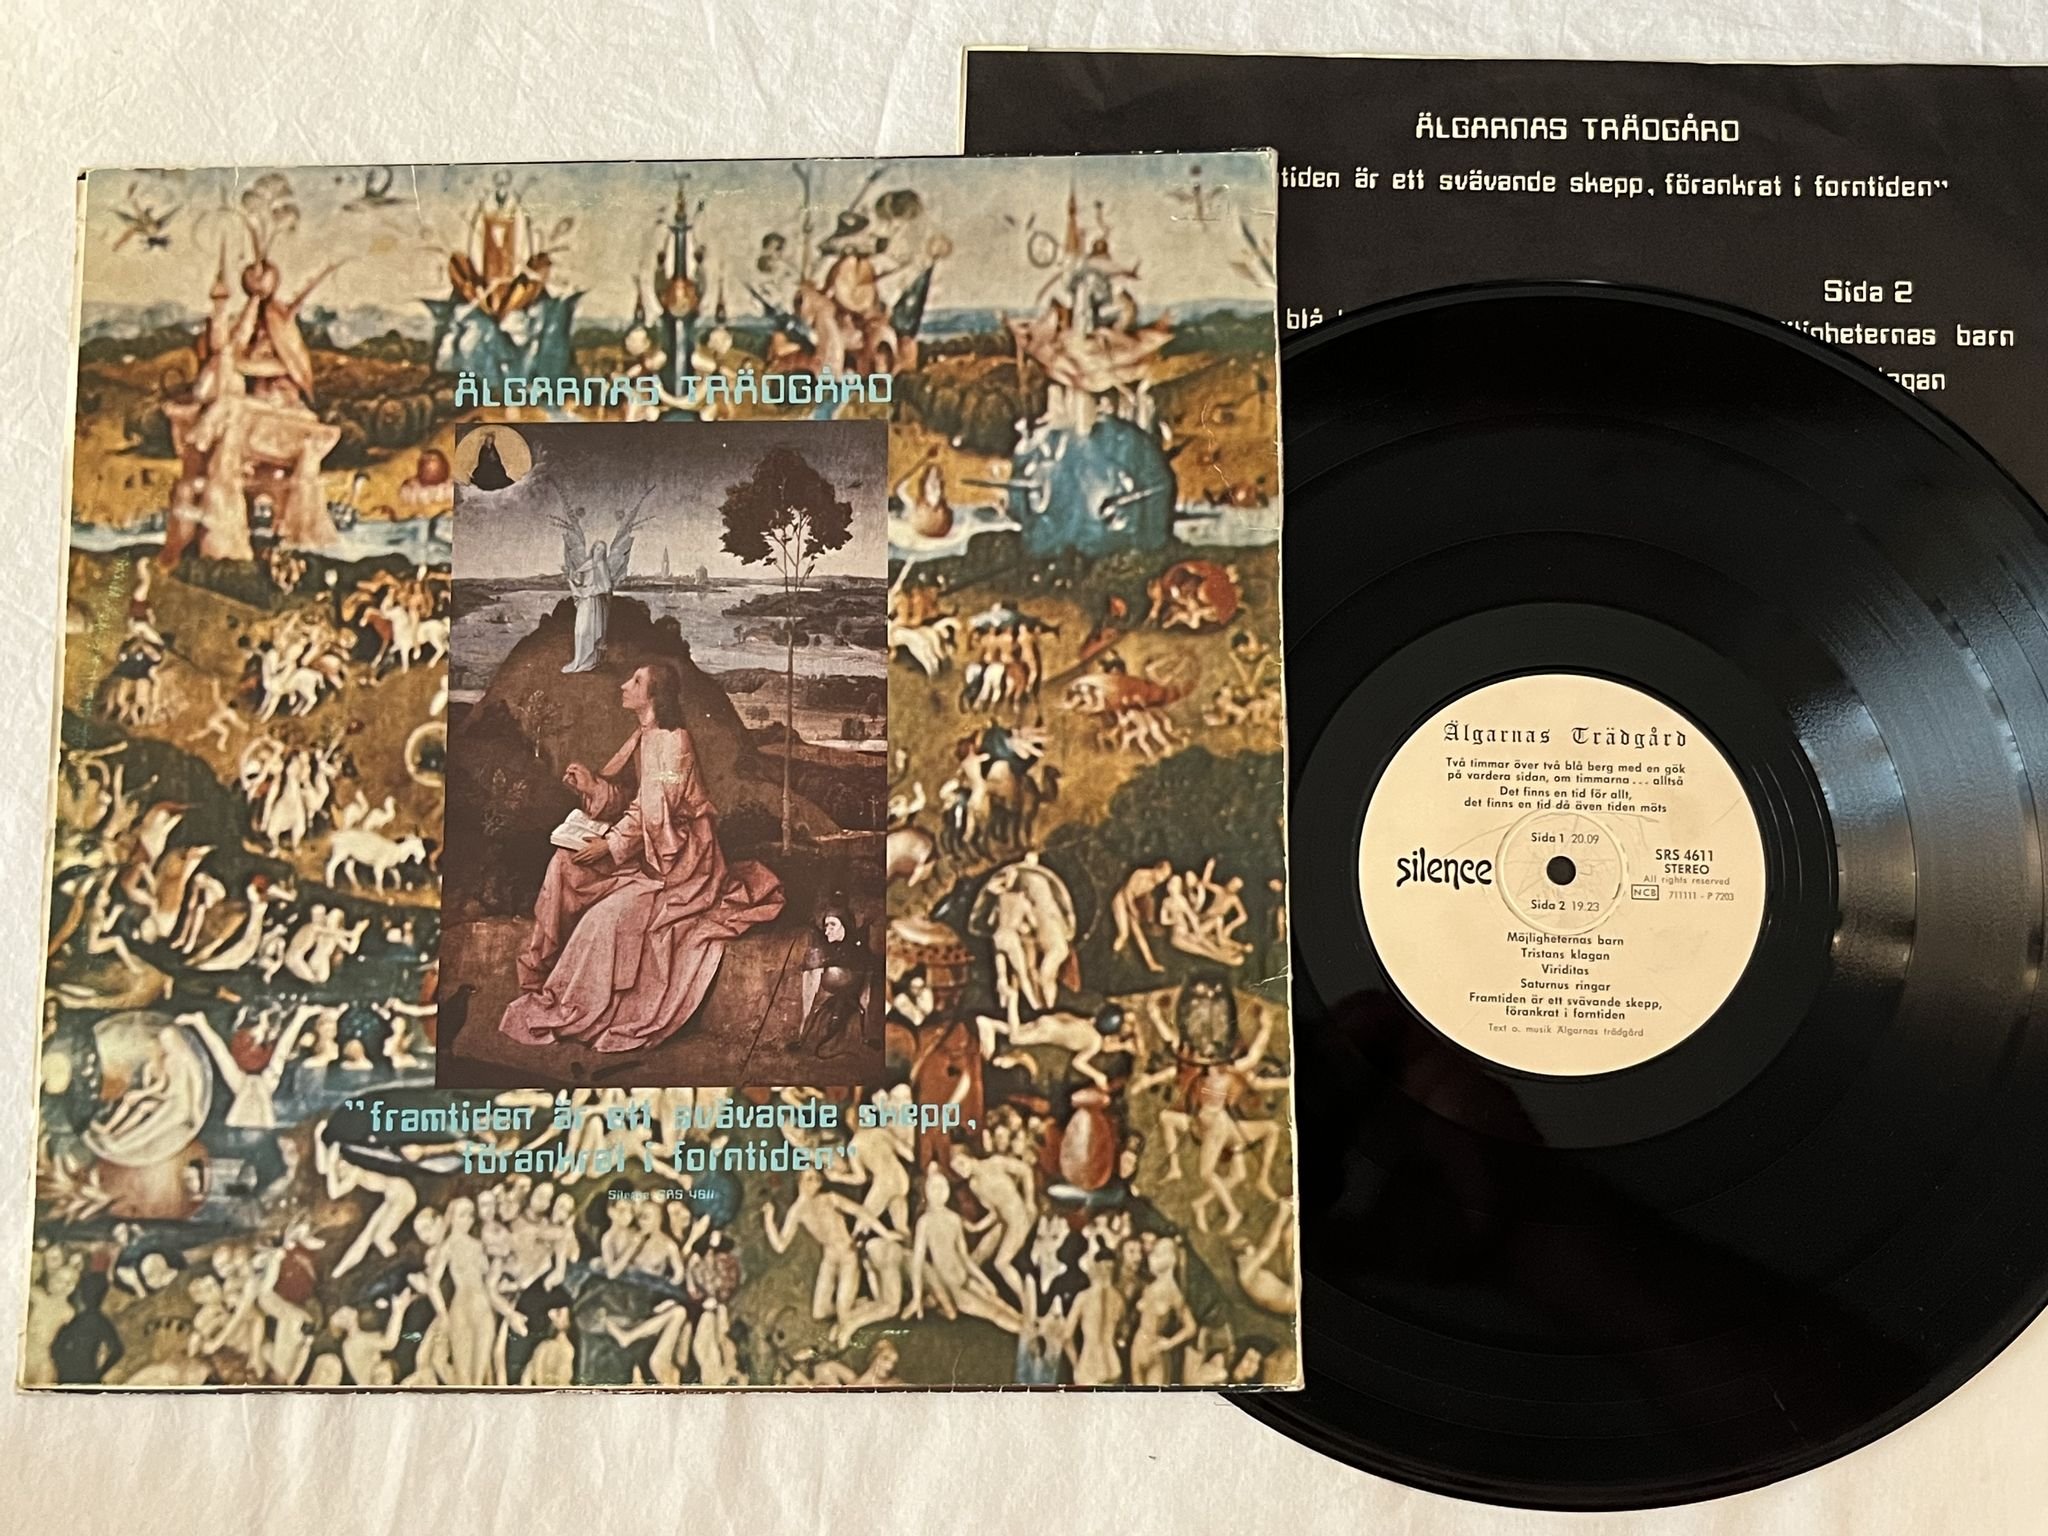 ÄLGARNAS TRÄDGÅRD
"framtiden är ett svävande skepp,
förankrat i forntiden"
Silence SRS 4611
ÄLGARNAS TRÄDGÅRD
är ett svävande skepp, förankrat i forntiden"
Sida 2
blå
barn
Älgarnas Trädgård
Två timmar över två blå berg med en gök
på vardera sidan, om timmarna... alltså
Det finns en tid för allt,
det finns en tid då även tiden möts
Sida 1 20.09
silence
SRS 4611
STEREO
All rights reserved
NCB 711111 - P 7203
Sida 2 19.23
Möjligheternas barn
Tristans klagan
Viriditas
Saturnus ringar
Framtiden är ett svävande skepp,
förankrat i forntiden
Text o. musik Älgarnas trädgård